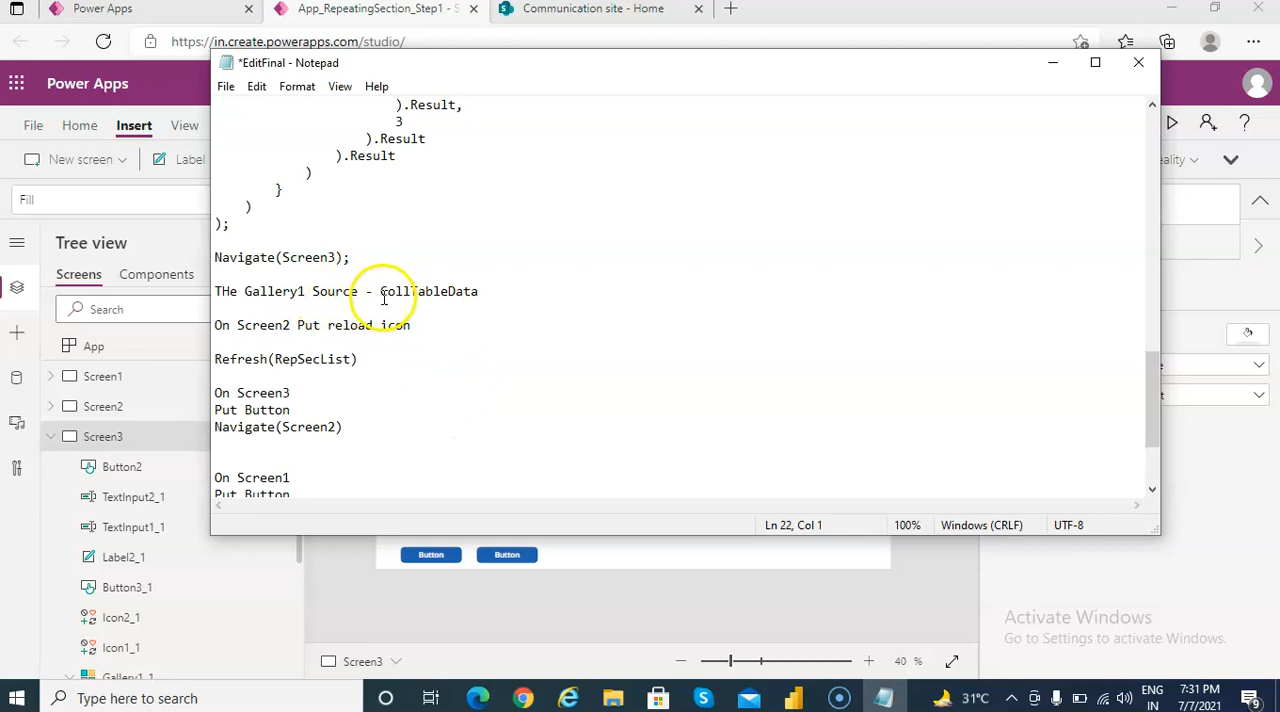 Power Apps
App_RepeatingSection_Step1 - S
Communication site - Home
https://in.create.powerapps.com/studio/
*EditFinal - Notepad
File Edit Format View Help
Power Apps
File Home Insert View
New screen
Label
eality
Fill
Tree view
Screens Components
Search
App
Screen1
Screen2
Screen3
Button2
TextInput2_1
TextInput1_1
Label2_1
Button3_1
Icon2_1
Icon1_1
Gallery1_1
).Result,
3
).Result
).Result
)
}
)
);
Navigate(Screen3);
THe Gallery1 Source - CollTableData
On Screen2 Put reload icon
Refresh(RepSecList)
On Screen3
Put Button
Navigate(Screen2)
On Screen1
Put Button
Ln 22, Col 1
100%
Windows (CRLF)
UTF-8
Button
Button
Activate Windows
Go to Settings to activate Windows.
Screen3
40 %
Type here to search
31°C
ENG
IN
7:31 PM
7/7/2021
9